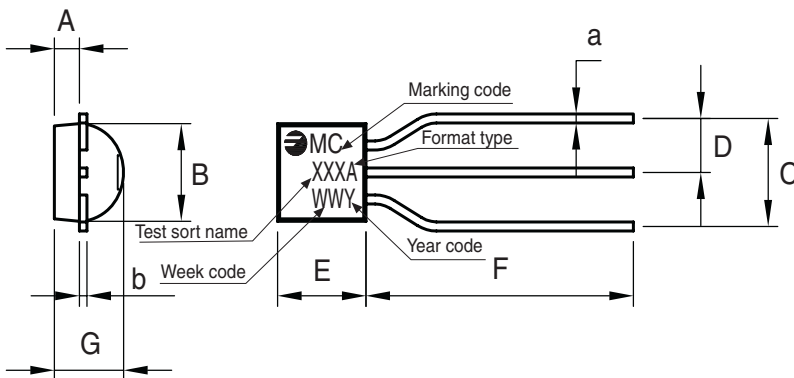 A
a
Marking code
MC
Format type
D
B
XXXA
C
WWY
Test sort name
Year code
Week code
b
E
F
G